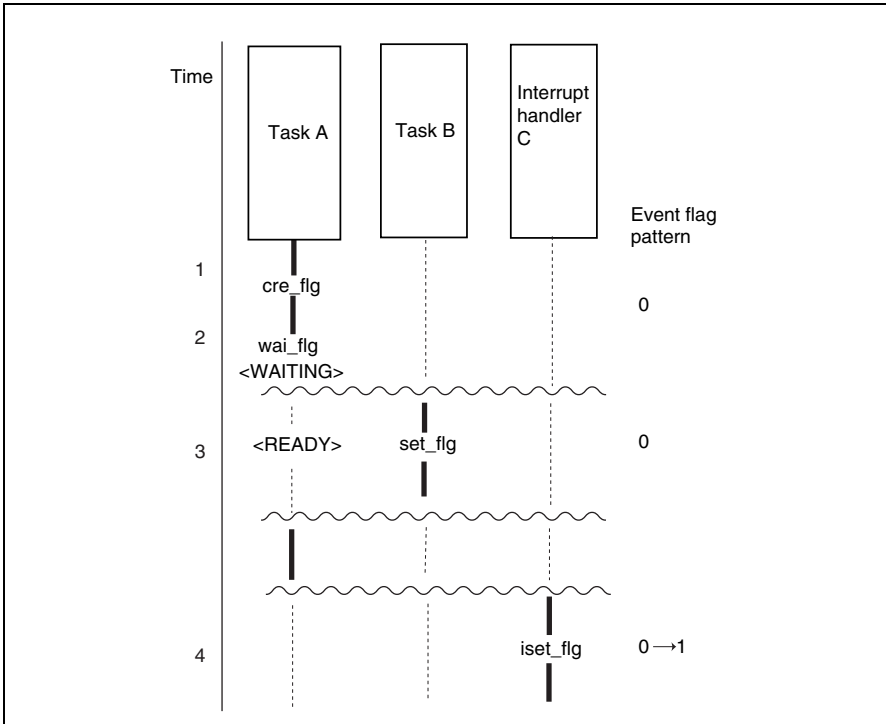 Time
Task A
Task B
Interrupt
handler
C
Event flag
pattern
1
cre_flg
0
2
wai_flg
<WAITING>
3
<READY>
set_flg
0
4
iset_flg
0 → 1